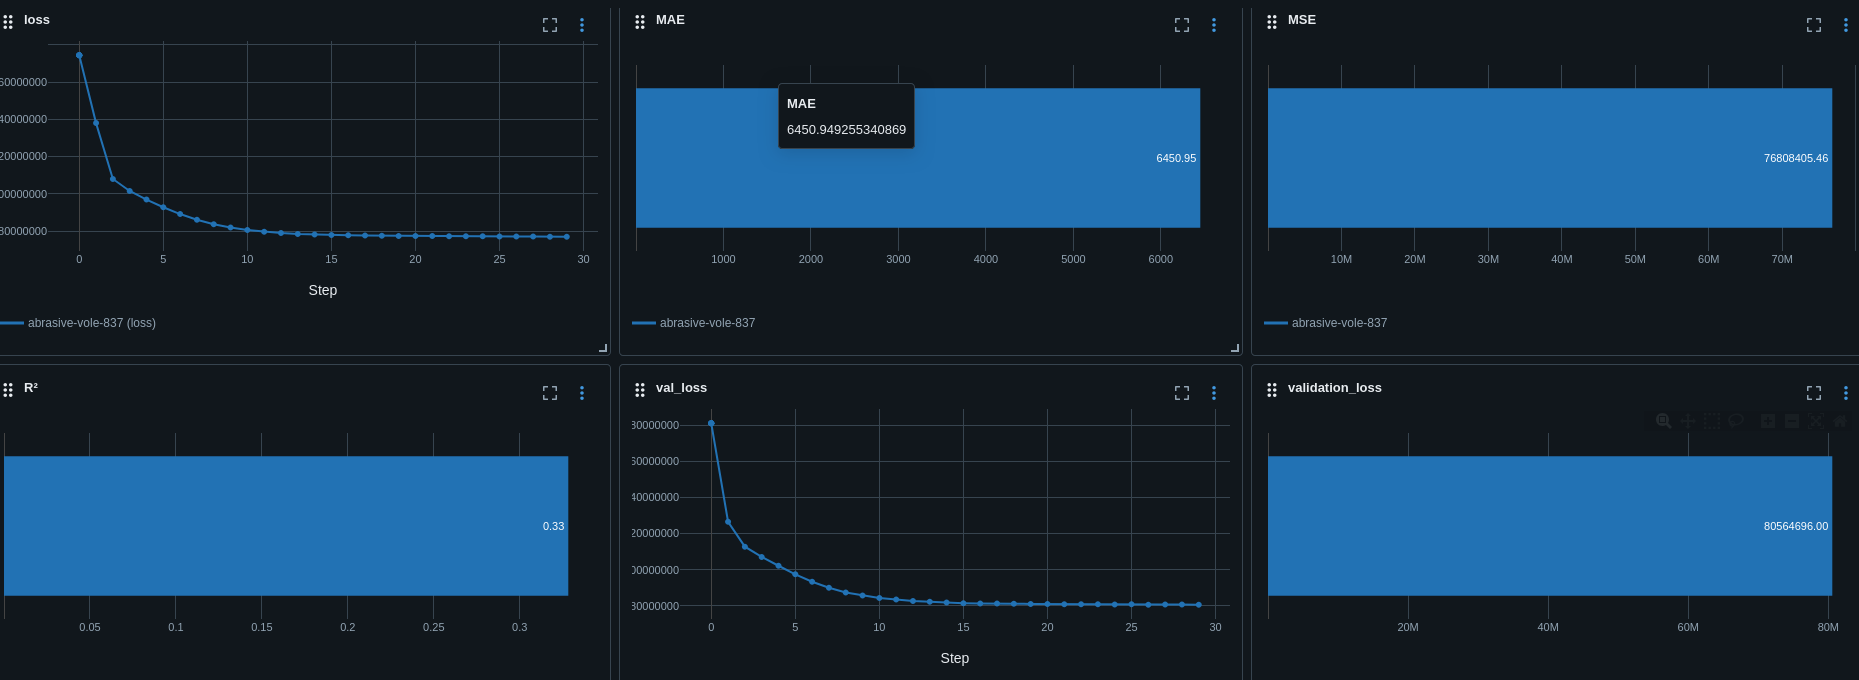 loss
60000000
40000000
20000000
00000000
80000000
0 5 10 15 20 25 30
Step
abrasive-vole-837 (loss)
MAE
MAE
6450.949255340869
6450.95
1000 2000 3000 4000 5000 6000
abrasive-vole-837
MSE
76808405.46
10M 20M 30M 40M 50M 60M 70M
abrasive-vole-837
R²
0.33
0.05 0.1 0.15 0.2 0.25 0.3
val_loss
80000000
60000000
40000000
20000000
00000000
80000000
0 5 10 15 20 25 30
Step
validation_loss
80564696.00
20M 40M 60M 80M